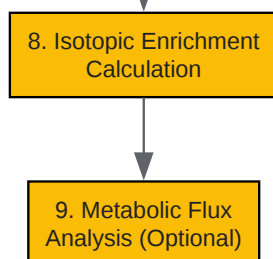 8. Isotopic Enrichment
Calculation
9. Metabolic Flux
Analysis (Optional)